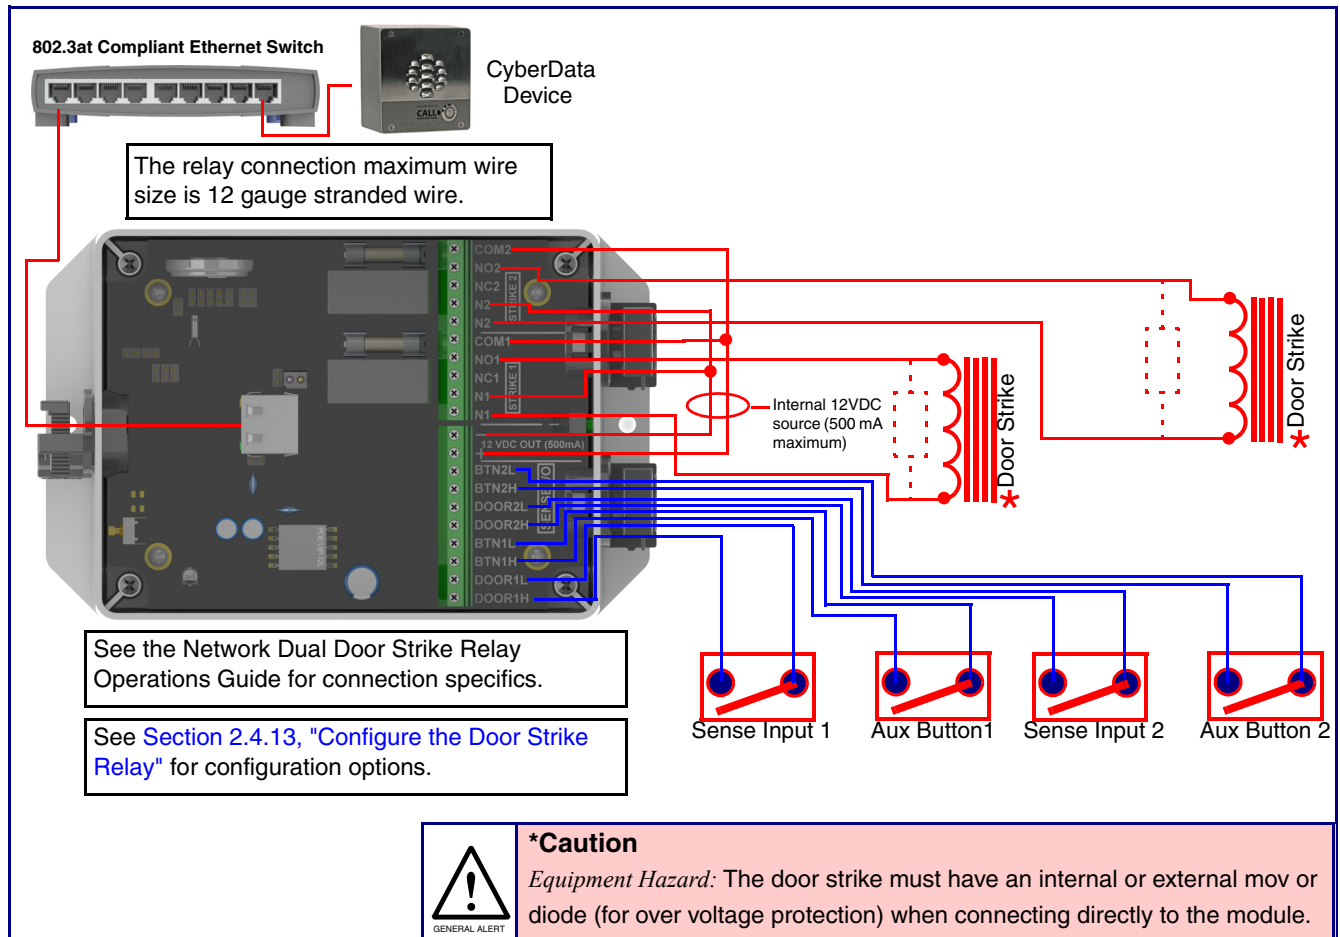 802.3at Compliant Ethernet Switch
CyberData
Device
CALL
The relay connection maximum wire
size is 12 gauge stranded wire.
COM2
NO2
NC2
N2
N2
STRIKE 2
COM1
NO1
NC1
N1
N1
STRIKE 1
-
12 VDC OUT (500mA)
+
BTN2L
BTN2H
DOOR2L
DOOR2H
BTN1L
BTN1H
DOOR1L
DOOR1H
Internal 12VDC
source (500 mA
maximum)
*Door Strike
*Door Strike
Sense Input 1
Aux Button1
Sense Input 2
Aux Button 2
See the Network Dual Door Strike Relay
Operations Guide for connection specifics.
See Section 2.4.13, "Configure the Door Strike
Relay" for configuration options.
GENERAL ALERT
*Caution
Equipment Hazard: The door strike must have an internal or external mov or
diode (for over voltage protection) when connecting directly to the module.